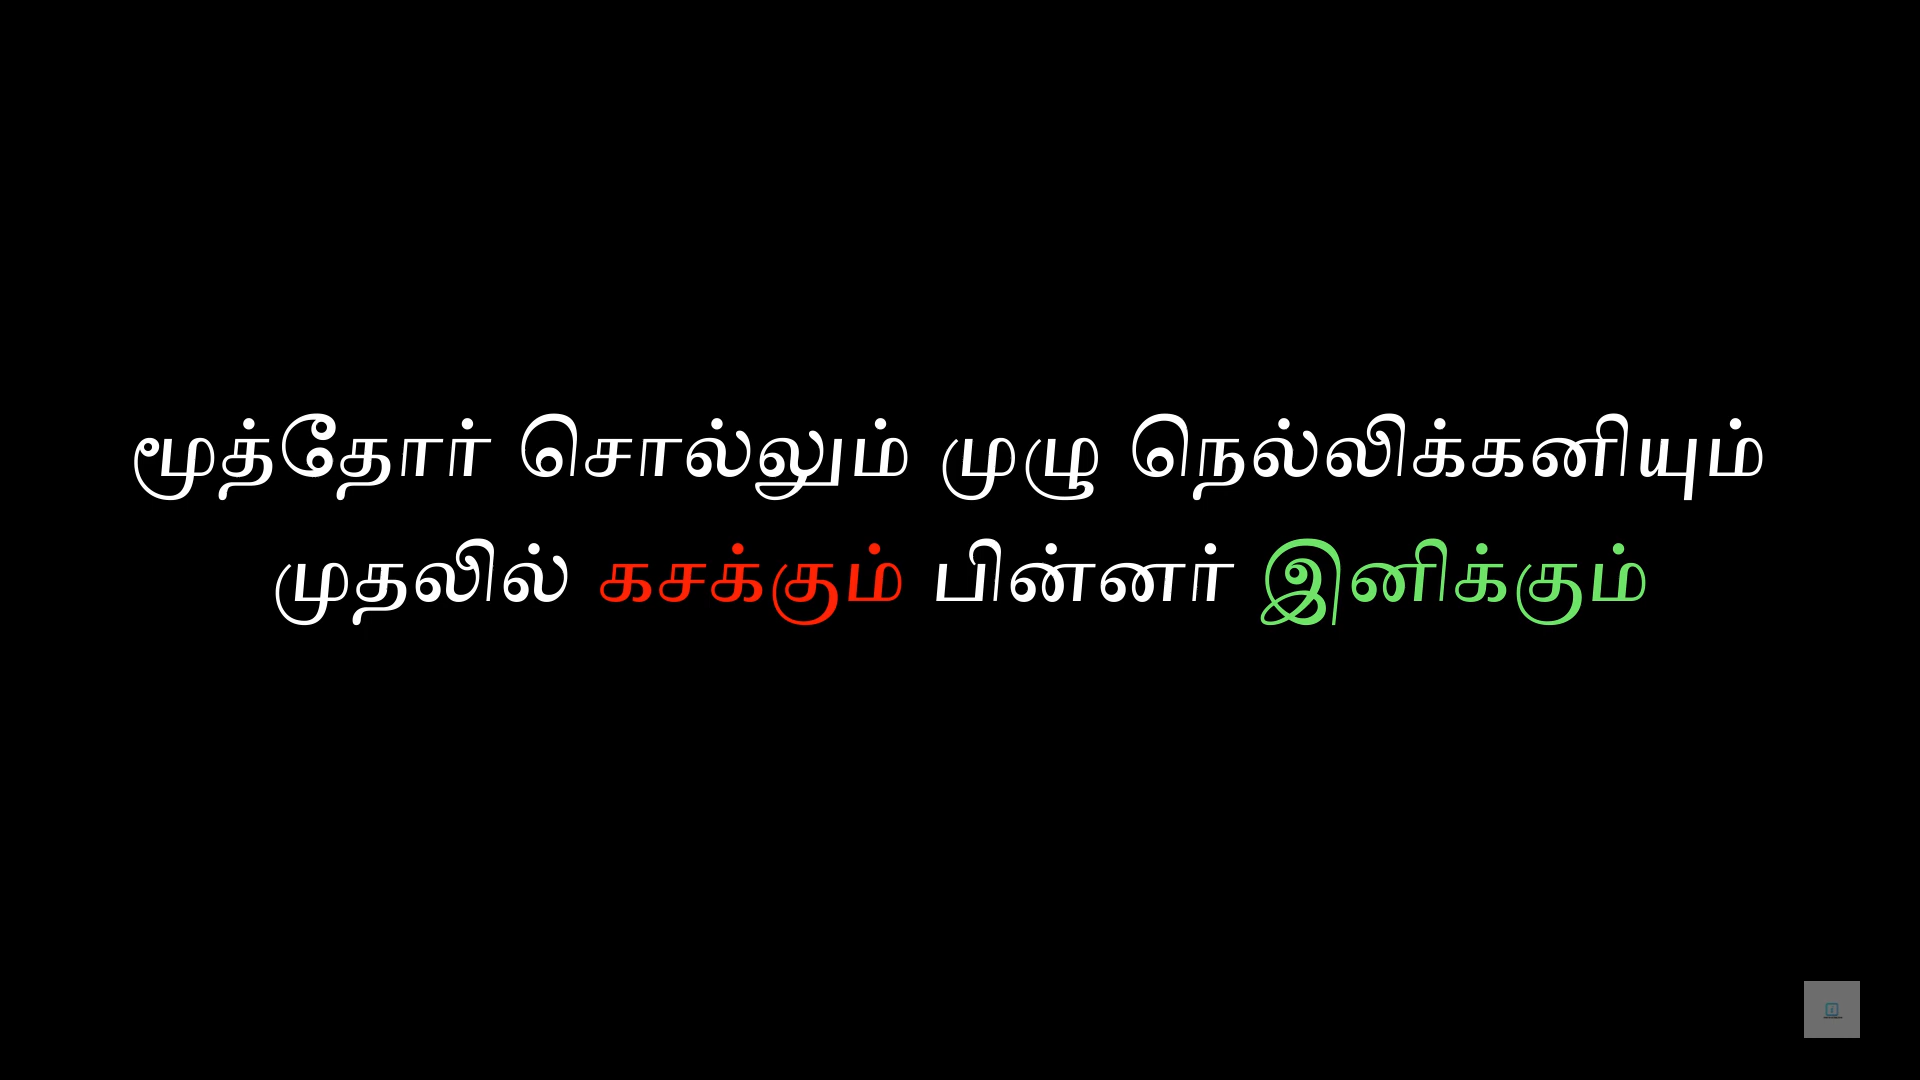 மூத்தோர் சொல்லும் முழு நெல்லிக்கனியும்
முதலில் கசக்கும் பின்னர் இனிக்கும்